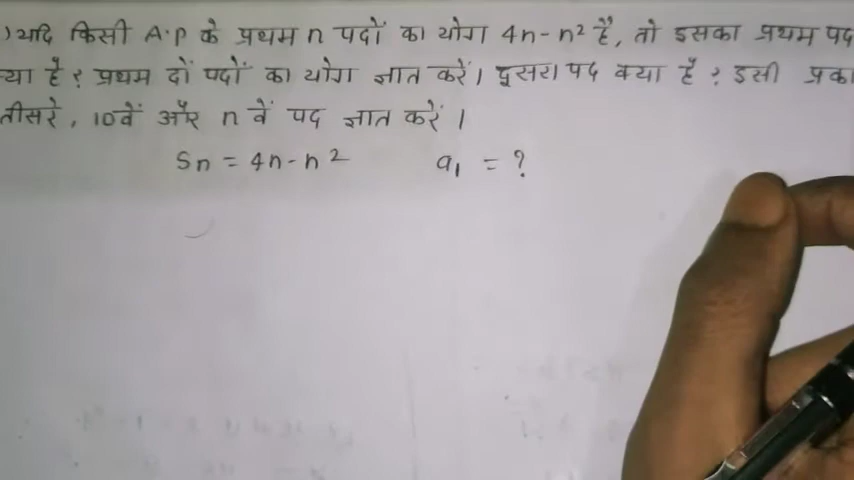 ) यदि किसी A.P के प्रथम n पदों का योग 4n-n² है, तो इसका प्रथम पद
क्या है ? प्रथम दों पदों का योग ज्ञात करें। दूसरा पद क्या है ? इसी प्रका
तीसरे, 10वें और n वें पद ज्ञात करें।
Sn = 4n-n² a₁ = ?